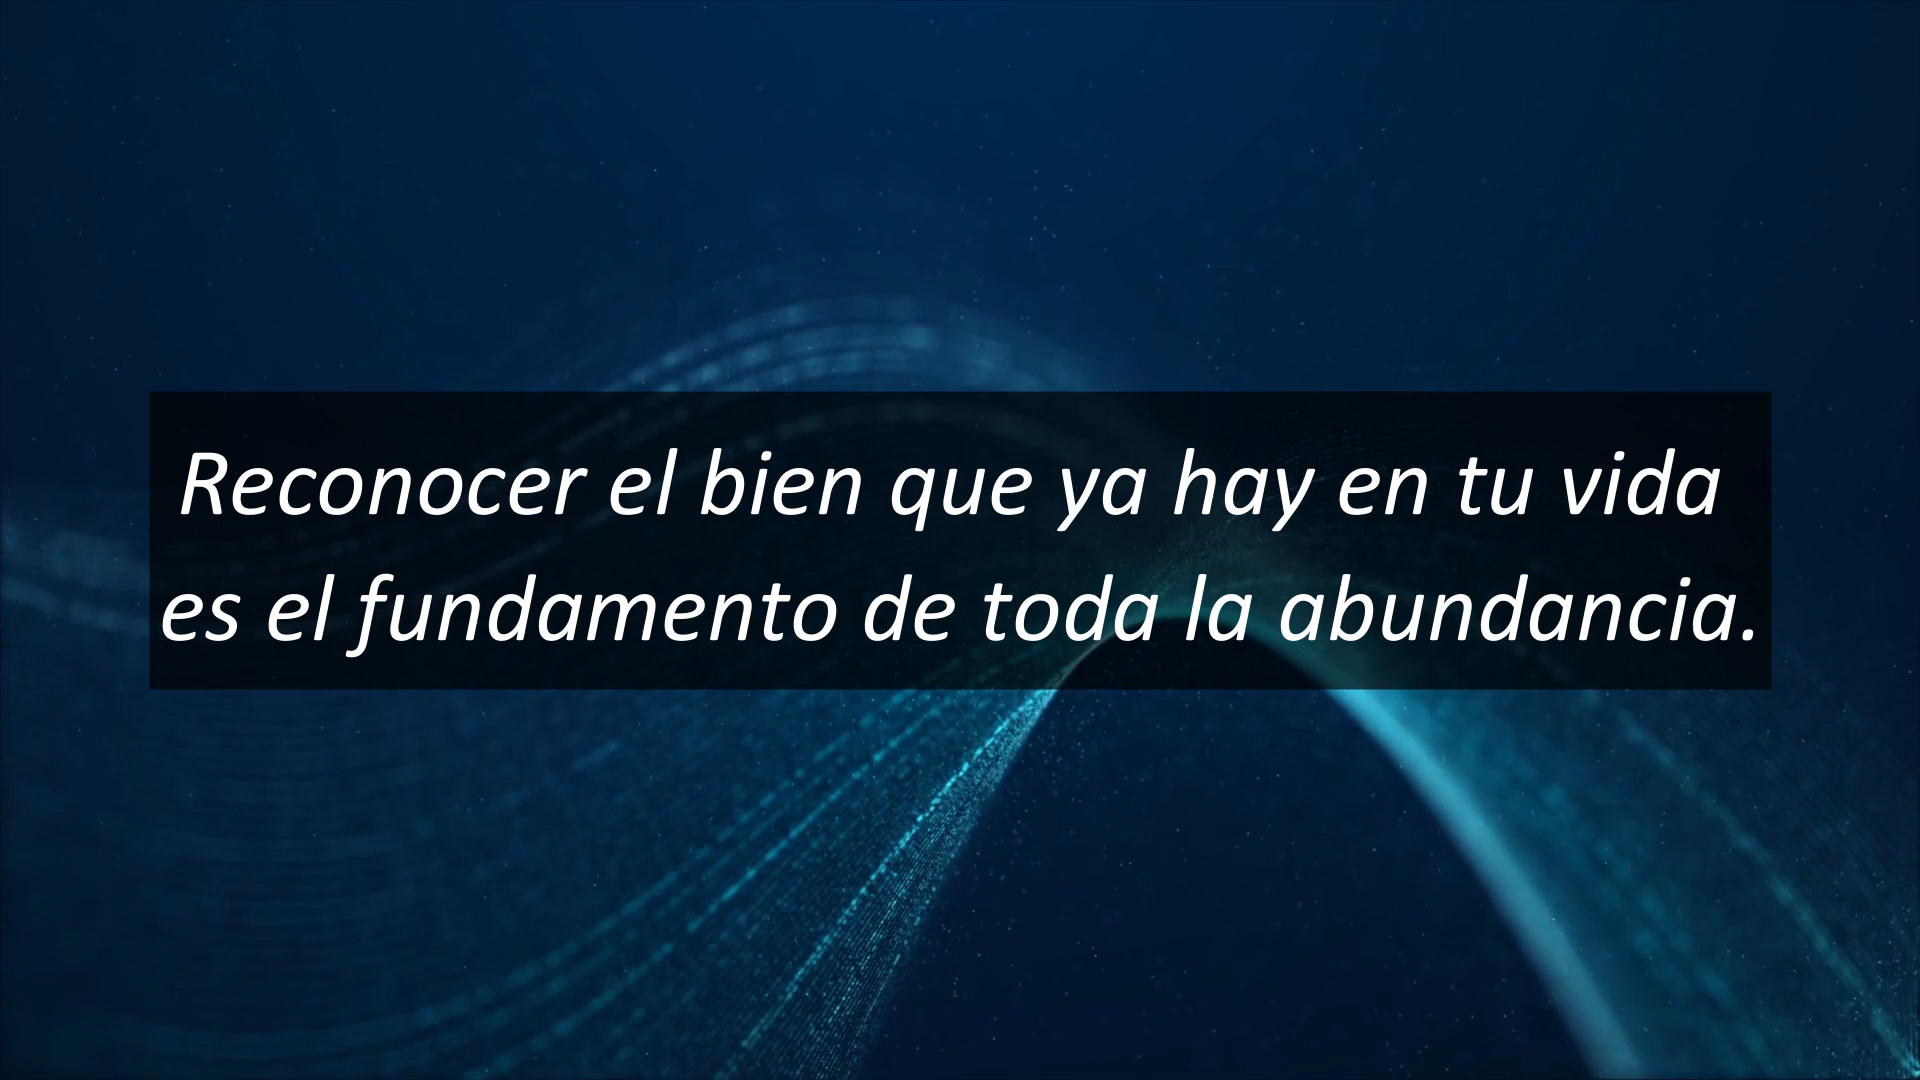 Reconocer el bien que ya hay en tu vida
es el fundamento de toda la abundancia.